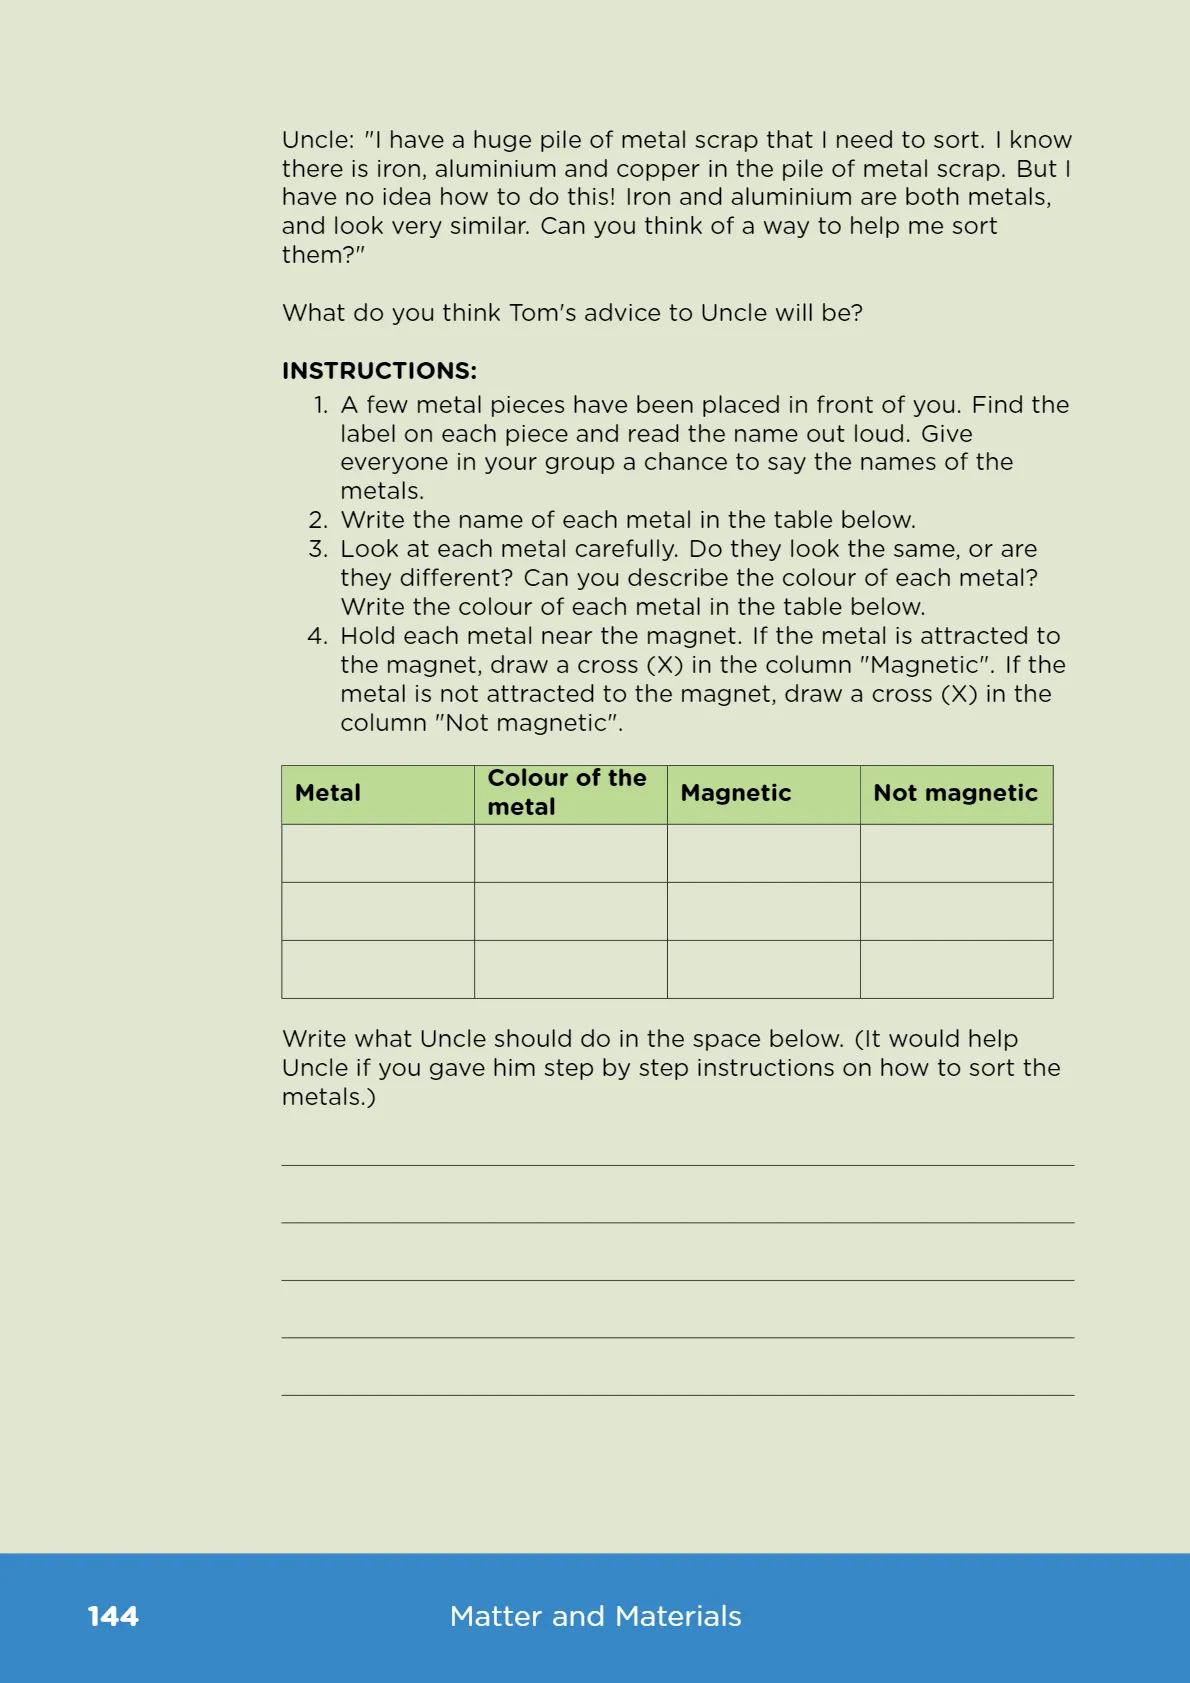 Uncle: "I have a huge pile of metal scrap that I need to sort. I know
there is iron, aluminium and copper in the pile of metal scrap. But I
have no idea how to do this! Iron and aluminium are both metals,
and look very similar. Can you think of a way to help me sort
them?"
What do you think Tom's advice to Uncle will be?
INSTRUCTIONS:
1. A few metal pieces have been placed in front of you. Find the
label on each piece and read the name out loud. Give
everyone in your group a chance to say the names of the
metals.
2. Write the name of each metal in the table below.
3. Look at each metal carefully. Do they look the same, or are
they different? Can you describe the colour of each metal?
Write the colour of each metal in the table below.
4. Hold each metal near the magnet. If the metal is attracted to
the magnet, draw a cross (X) in the column "Magnetic". If the
metal is not attracted to the magnet, draw a cross (X) in the
column "Not magnetic".
Metal
Colour of the
metal
Magnetic
Not magnetic
Write what Uncle should do in the space below. (It would help
Uncle if you gave him step by step instructions on how to sort the
metals.)
144
Matter and Materials